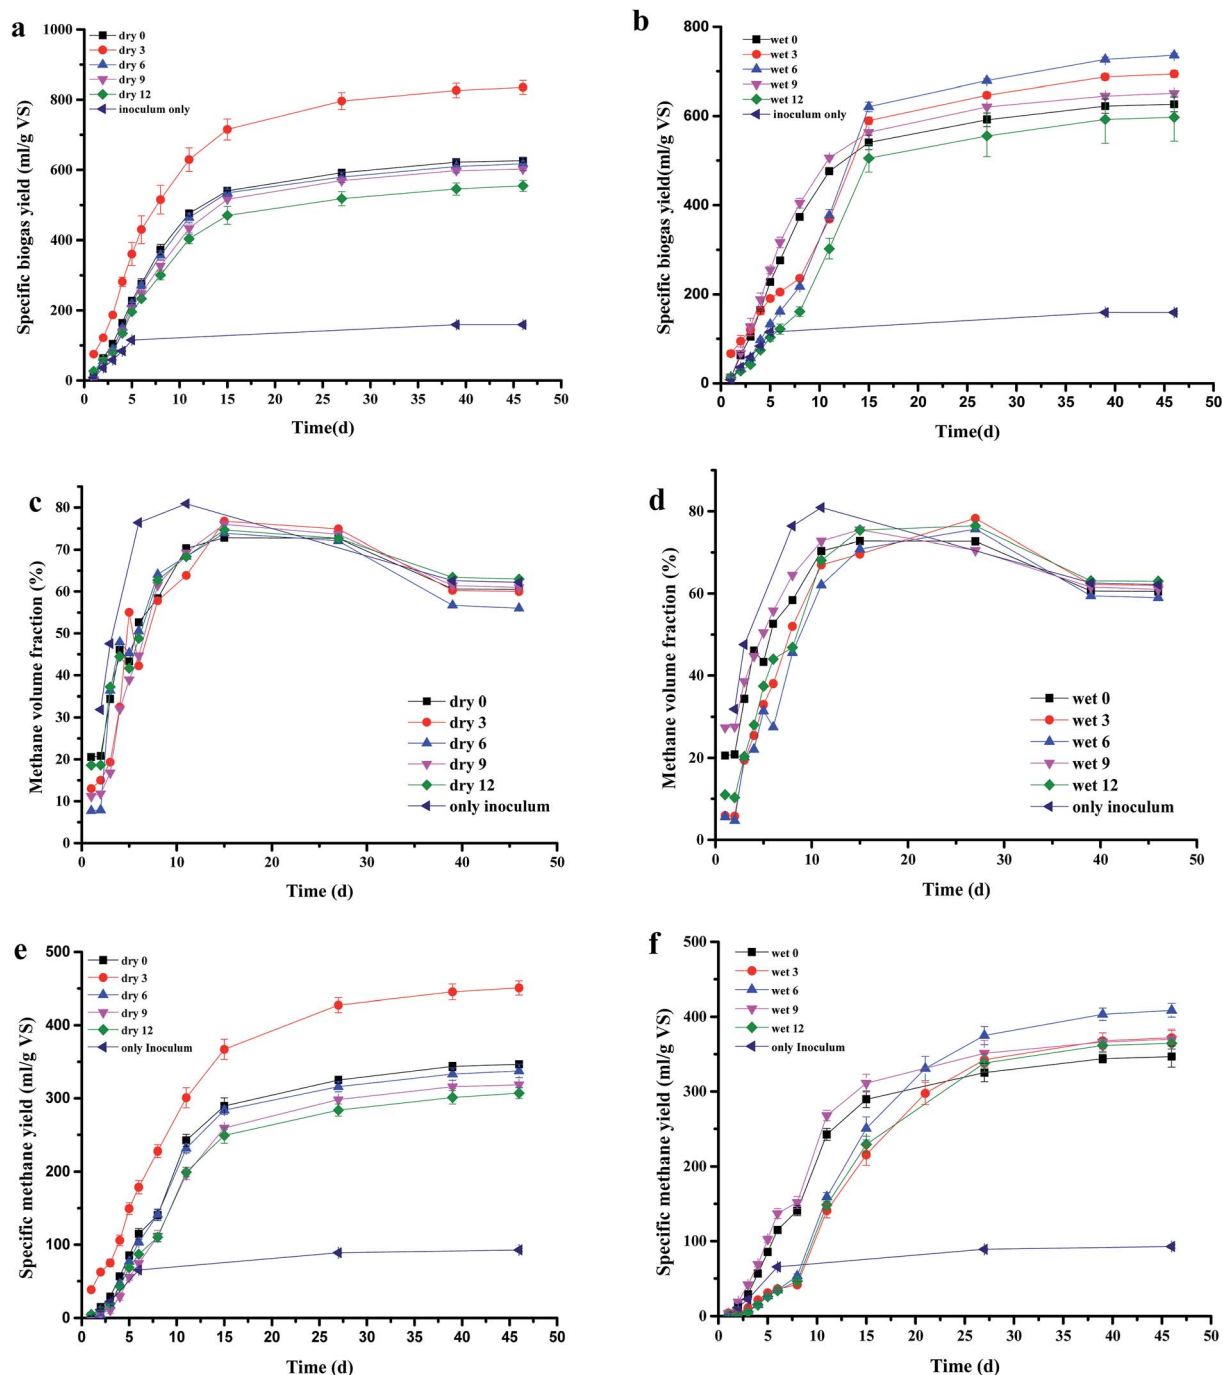 a
1000
800
600
400
200
0
Specific biogas yield (ml/g VS)
dry 0
dry 3
dry 6
dry 9
dry 12
inoculum only
0 5 10 15 20 25 30 35 40 45 50
Time(d)
b
800
600
400
200
0
Specific biogas yield(ml/g VS)
wet 0
wet 3
wet 6
wet 9
wet 12
inoculum only
0 5 10 15 20 25 30 35 40 45 50
Time(d)
c
80
70
60
50
40
30
20
10
0
Methane volume fraction (%)
dry 0
dry 3
dry 6
dry 9
dry 12
only inoculum
0 10 20 30 40 50
Time (d)
d
80
60
40
20
0
Methane volume fraction (%)
wet 0
wet 3
wet 6
wet 9
wet 12
only inoculum
0 10 20 30 40 50
Time (d)
e
500
400
300
200
100
0
Specific methane yield (ml/g VS)
dry 0
dry 3
dry 6
dry 9
dry 12
only Inoculum
0 5 10 15 20 25 30 35 40 45 50
Time (d)
f
500
400
300
200
100
0
Specific methane yield (ml/g VS)
wet 0
wet 3
wet 6
wet 9
wet 12
only Inoculum
0 5 10 15 20 25 30 35 40 45 50
Time (d)